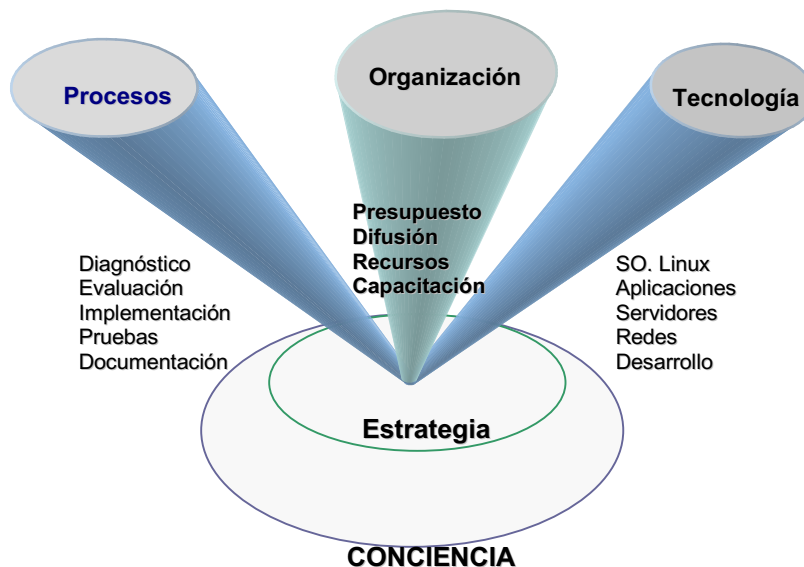 Procesos
Organización
Tecnología
Presupuesto
Difusión
Recursos
Capacitación
Diagnóstico
Evaluación
Implementación
Pruebas
Documentación
SO. Linux
Aplicaciones
Servidores
Redes
Desarrollo
Estrategia
CONCIENCIA